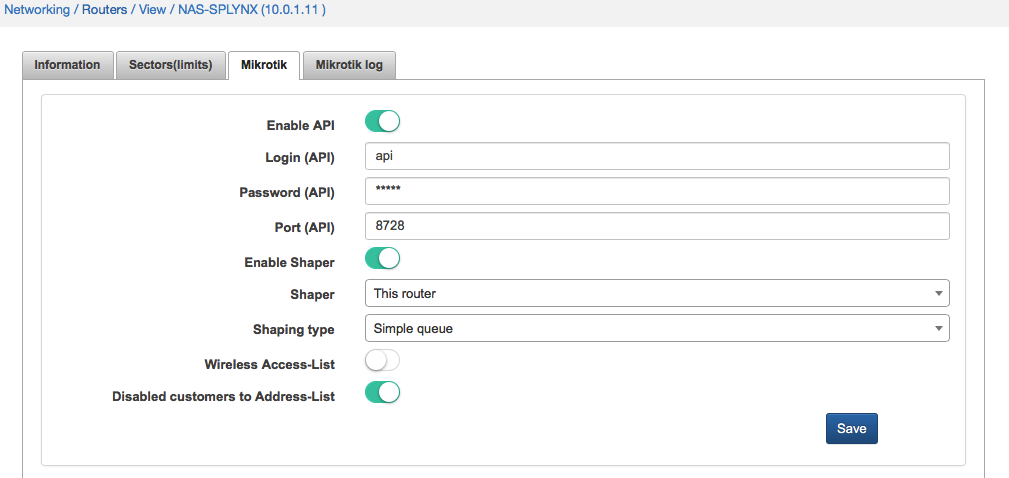 Networking / Routers / View / NAS-SPLYNX (10.0.1.11 )
Information Sectors(limits) Mikrotik Mikrotik log
Enable API
Login (API) api
Password (API) *****
Port (API) 8728
Enable Shaper
Shaper This router
Shaping type Simple queue
Wireless Access-List
Disabled customers to Address-List
Save